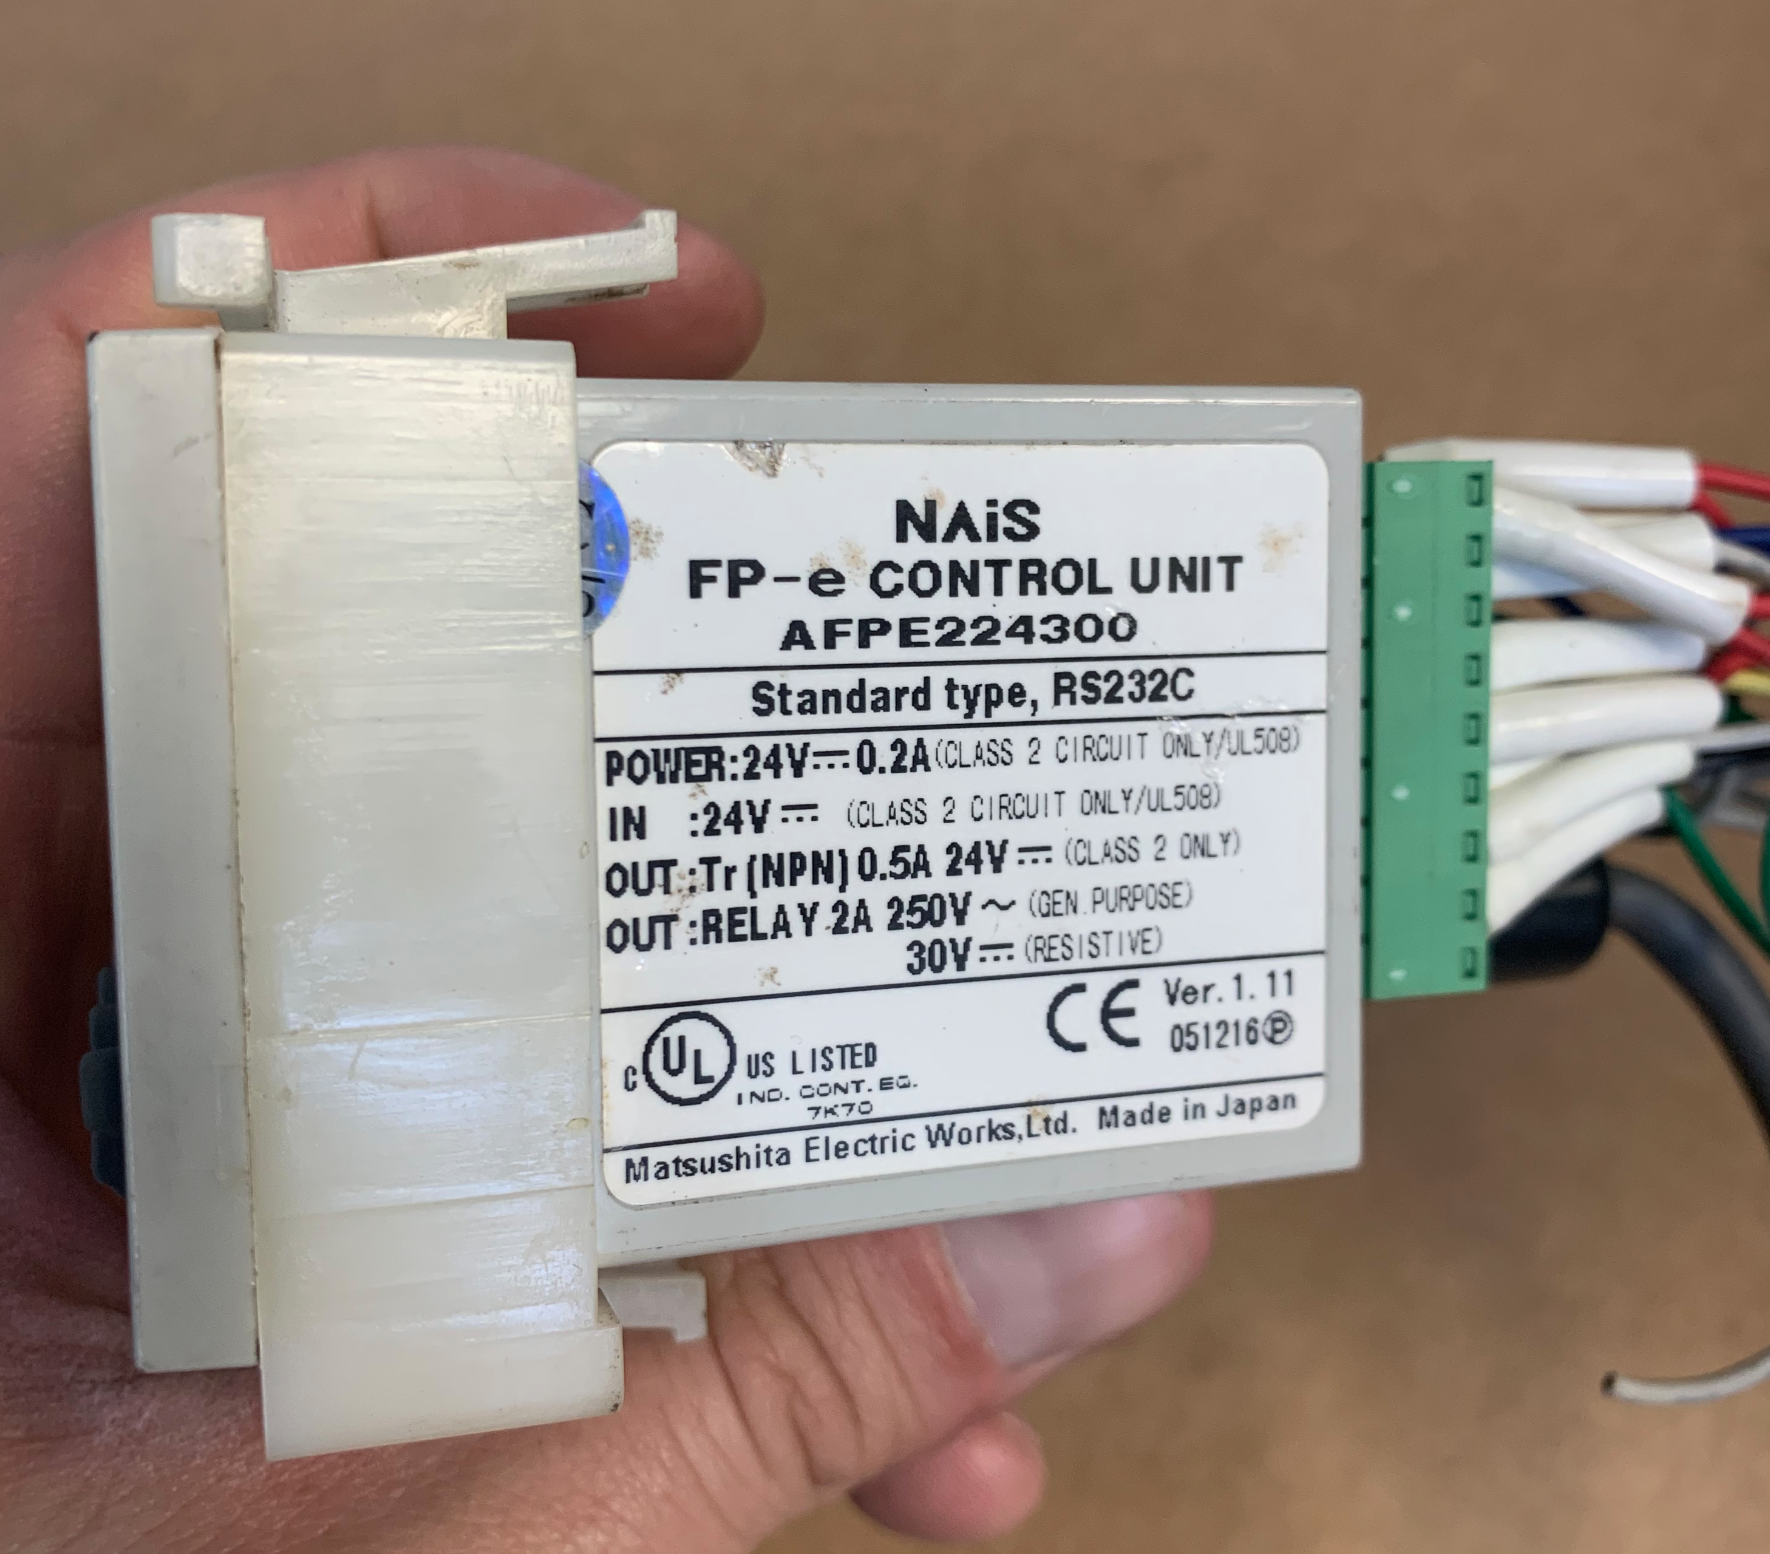 NAiS
FP-e CONTROL UNIT
AFPE224300
Standard type, RS232C
POWER:24V⎓0.2A(CLASS 2 CIRCUIT ONLY/UL508)
IN :24V⎓ (CLASS 2 CIRCUIT ONLY/UL508)
OUT:Tr(NPN)0.5A 24V⎓(CLASS 2 ONLY)
OUT:RELAY 2A 250V～(GEN.PURPOSE)
30V⎓(RESISTIVE)
C UL US LISTED
IND. CONT. EQ.
7K70
CE Ver.1.11
051216Ⓟ
Matsushita Electric Works,Ltd. Made in Japan